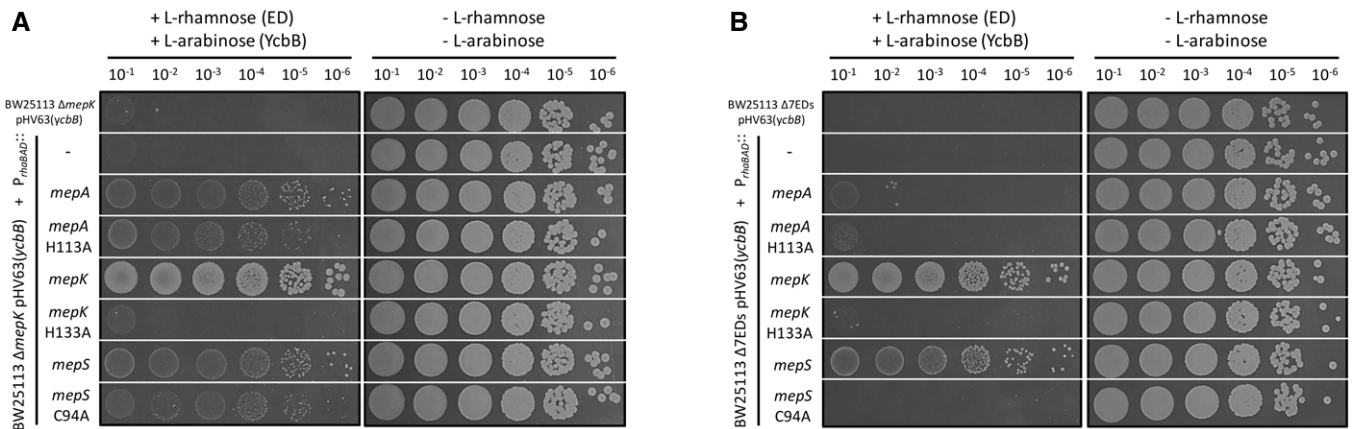 A
+ L-rhamnose (ED)
+ L-arabinose (YcbB)
- L-rhamnose
- L-arabinose
10-1 10-2 10-3 10-4 10-5 10-6
10-1 10-2 10-3 10-4 10-5 10-6
BW25113 ΔmepK
pHV63(ycbB)
BW25113 ΔmepK pHV63(ycbB) + PrhaBAD::
-
mepA
mepA
H113A
mepK
mepK
H133A
mepS
mepS
C94A
B
+ L-rhamnose (ED)
+ L-arabinose (YcbB)
- L-rhamnose
- L-arabinose
10-1 10-2 10-3 10-4 10-5 10-6
10-1 10-2 10-3 10-4 10-5 10-6
BW25113 Δ7EDs
pHV63(ycbB)
BW25113 Δ7EDs pHV63(ycbB) + PrhaBAD::
-
mepA
mepA
H113A
mepK
mepK
H133A
mepS
mepS
C94A